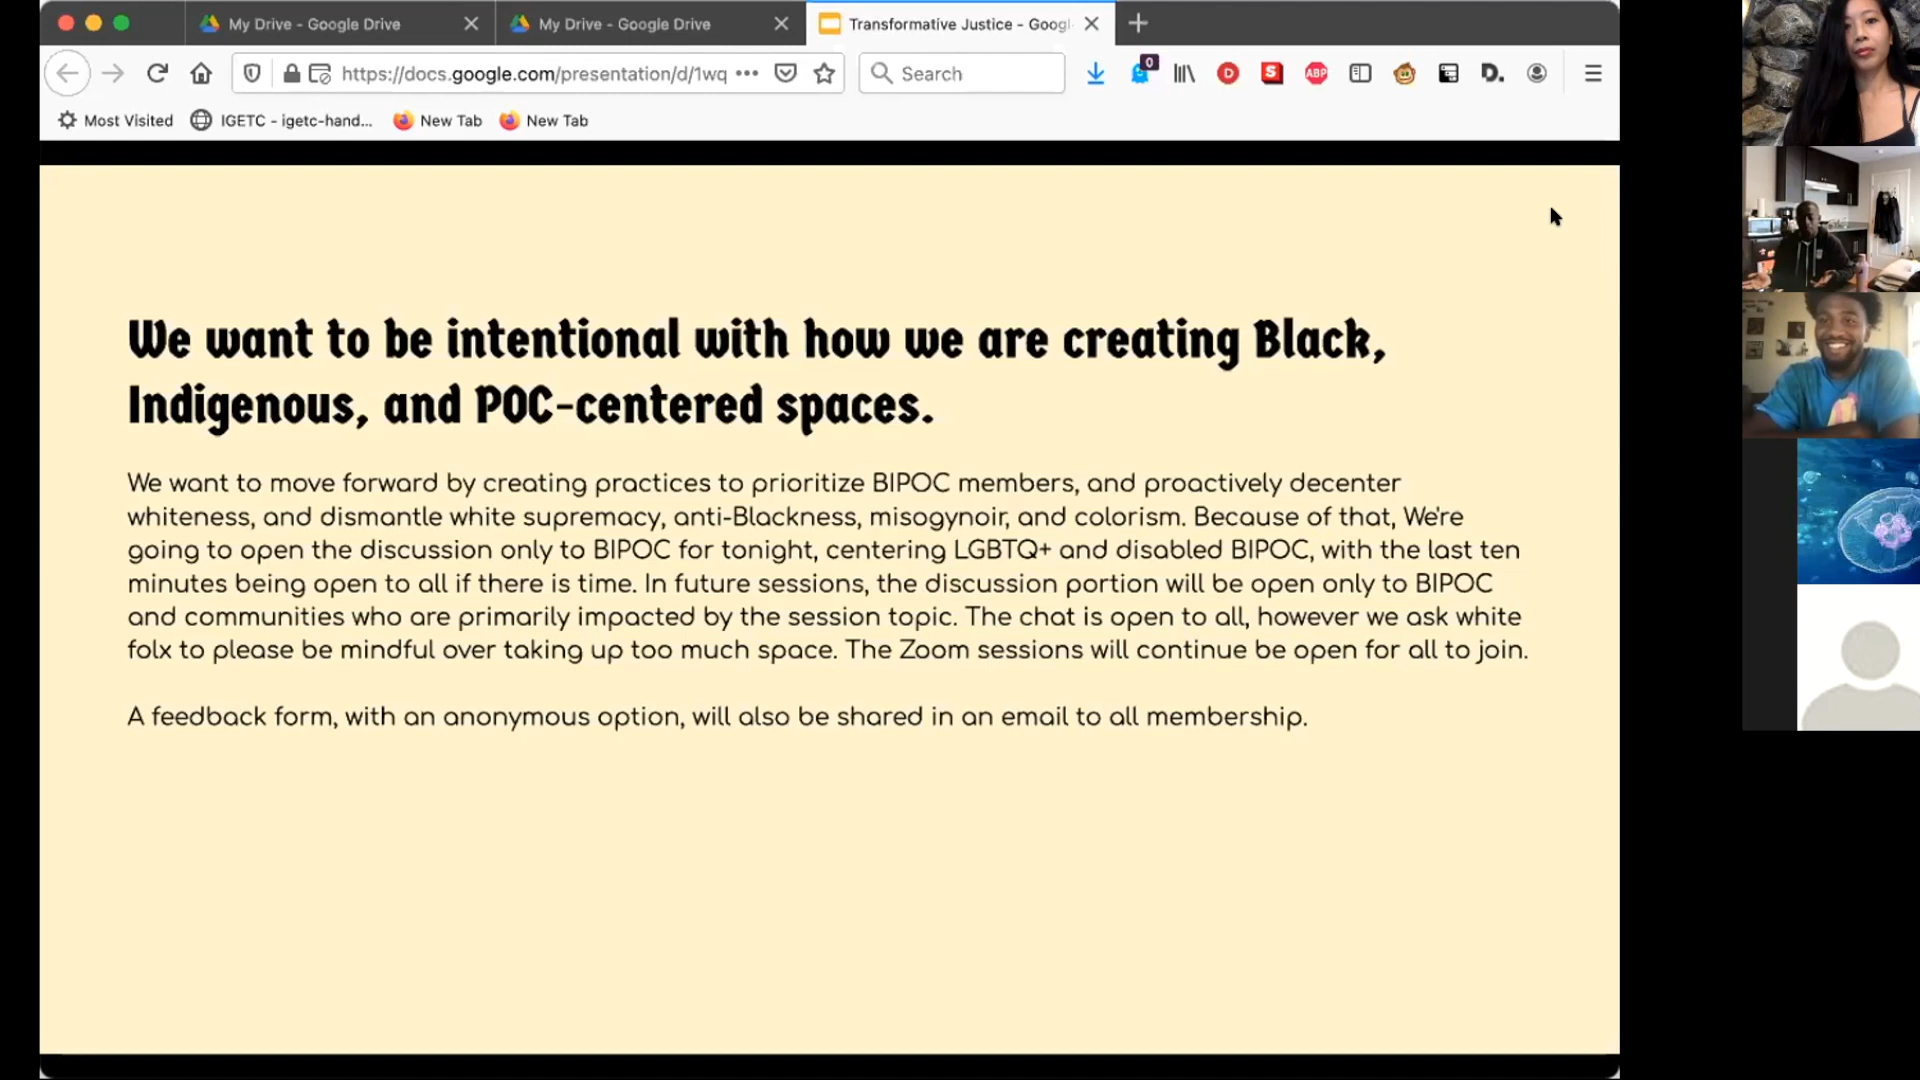 My Drive - Google Drive
My Drive - Google Drive
Transformative Justice - Googl
https://docs.google.com/presentation/d/1wq
Search
0
D
S
ABP
D.
Most Visited
IGETC - igetc-hand...
New Tab
New Tab
We want to be intentional with how we are creating Black,
Indigenous, and POC-centered spaces.
We want to move forward by creating practices to prioritize BIPOC members, and proactively decenter
whiteness, and dismantle white supremacy, anti-Blackness, misogynoir, and colorism. Because of that, We're
going to open the discussion only to BIPOC for tonight, centering LGBTQ+ and disabled BIPOC, with the last ten
minutes being open to all if there is time. In future sessions, the discussion portion will be open only to BIPOC
and communities who are primarily impacted by the session topic. The chat is open to all, however we ask white
folx to please be mindful over taking up too much space. The Zoom sessions will continue be open for all to join.
A feedback form, with an anonymous option, will also be shared in an email to all membership.